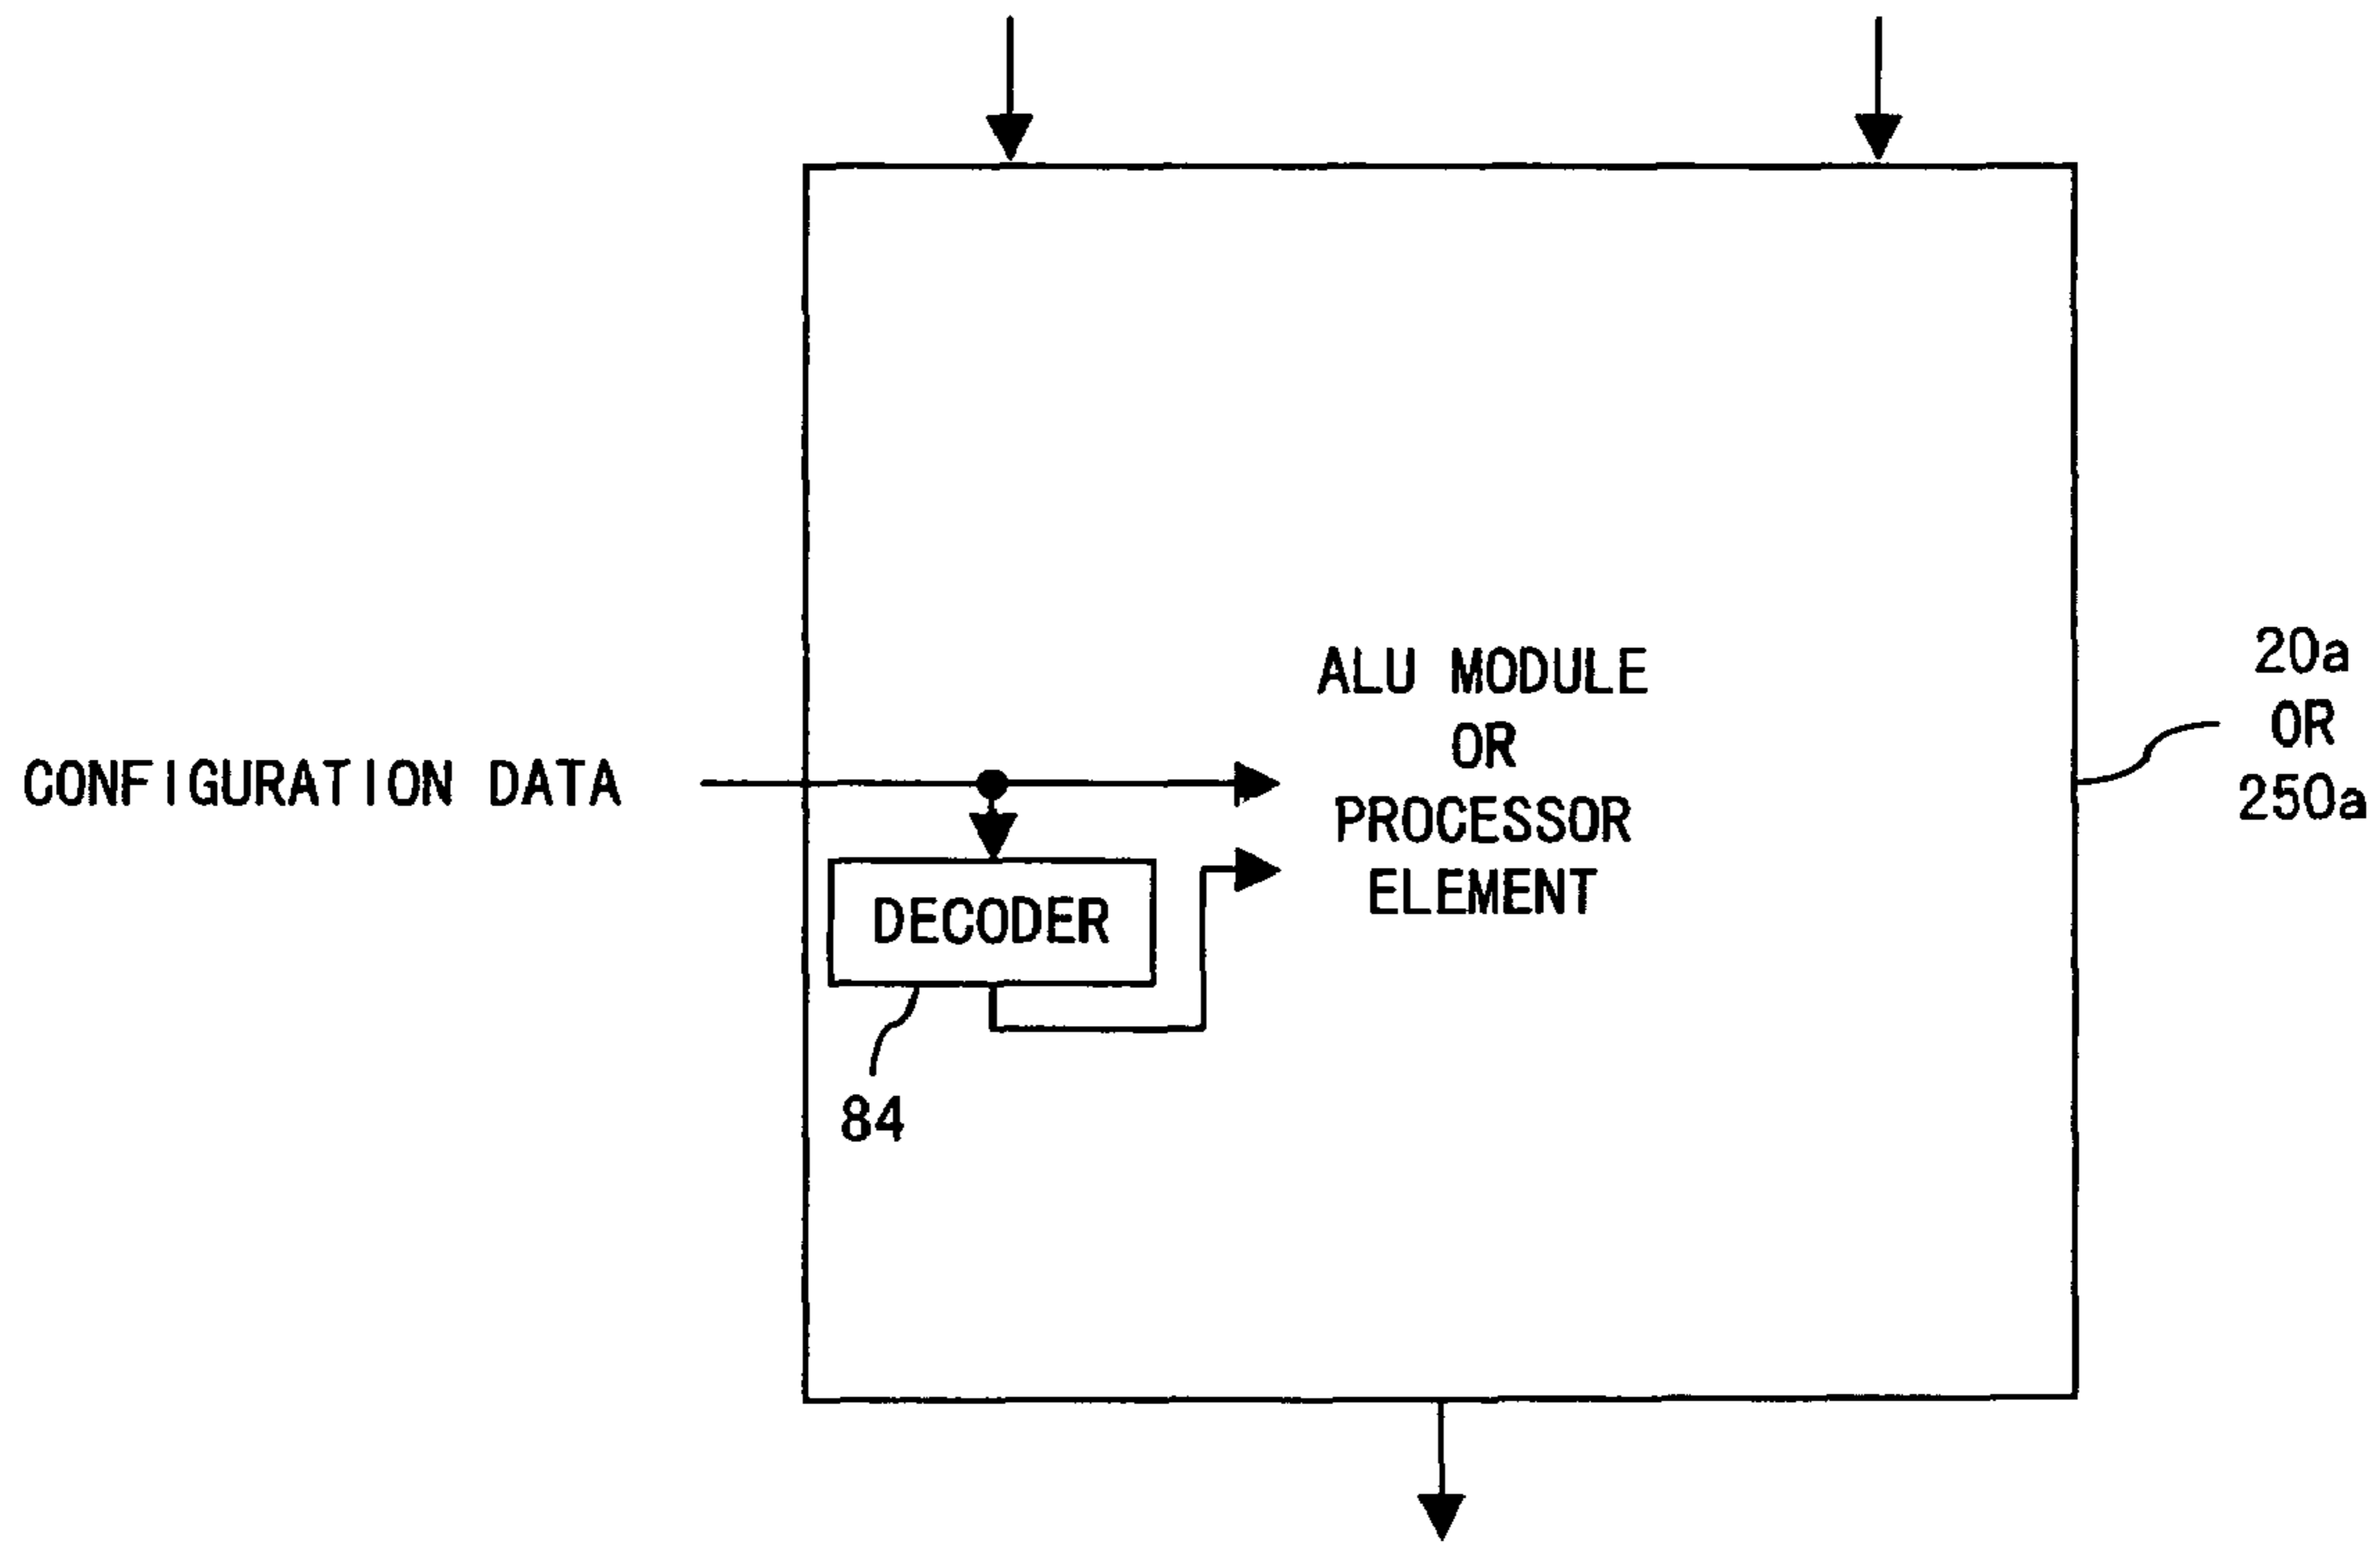 CONFIGURATION DATA
ALU MODULE
OR
PROCESSOR
ELEMENT
DECODER
84
20a
OR
250a